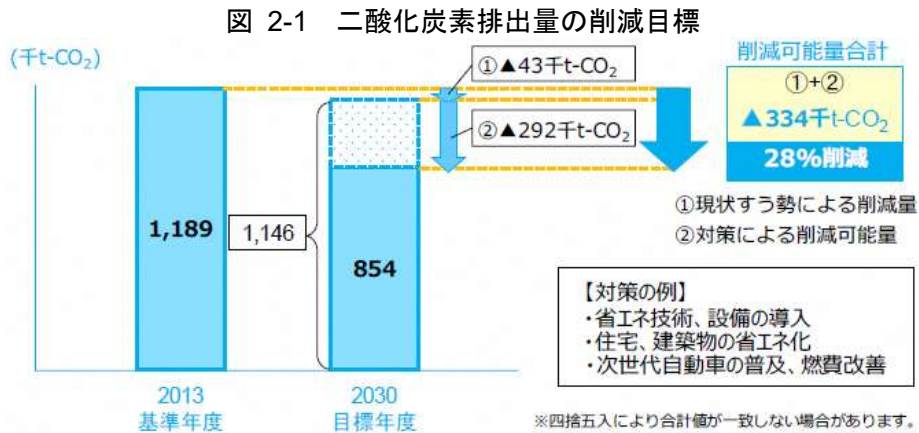 図 2-1 二酸化炭素排出量の削減目標
(千t-CO₂)
①▲43千t-CO₂
②▲292千t-CO₂
削減可能量合計
①+②
▲334千t-CO₂
28%削減
①現状すう勢による削減量
②対策による削減可能量
1,189
1,146
854
【対策の例】
・省エネ技術、設備の導入
・住宅、建築物の省エネ化
・次世代自動車の普及、燃費改善
2013
基準年度
2030
目標年度
※四捨五入により合計値が一致しない場合があります。